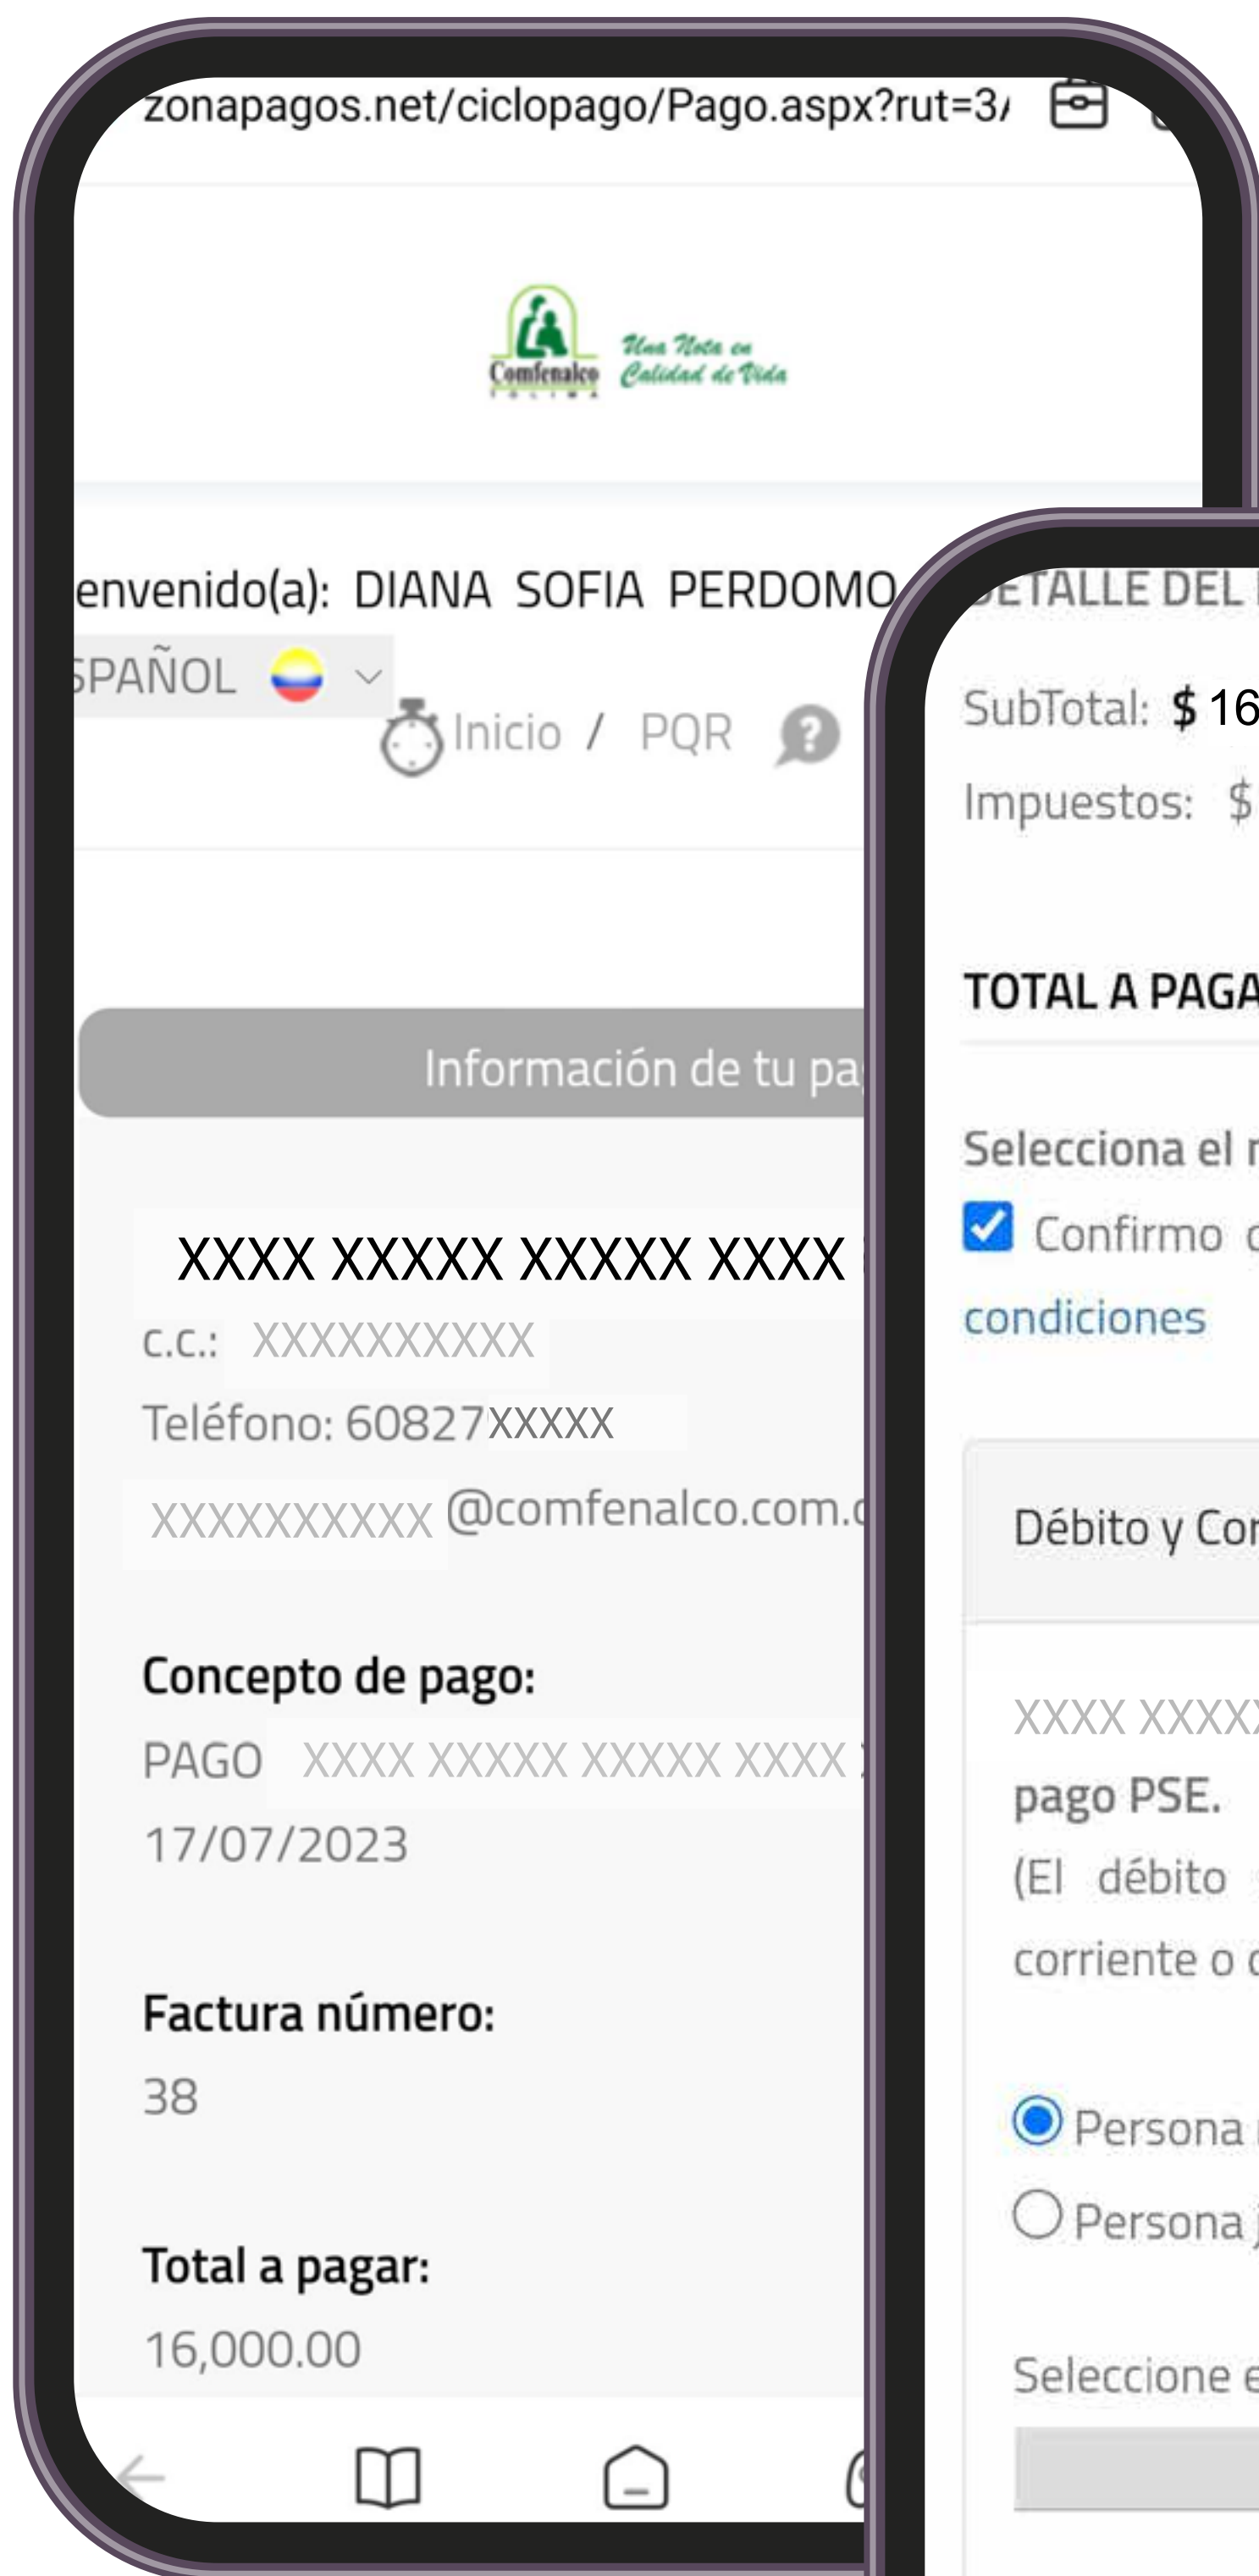 zonapagos.net/ciclopago/Pago.aspx?rut=3
Comfenalco
TOLIMA
Una Nota en
Calidad de Vida
envenido(a): DIANA SOFIA PERDOMO
SPAÑOL
Inicio / PQR
Información de tu pa
XXXX XXXXX XXXXX XXXX
c.c.: XXXXXXXXXX
Teléfono: 60827XXXXX
XXXXXXXXXX @comfenalco.com.c
Concepto de pago:
PAGO XXXX XXXXX XXXXX XXXX
17/07/2023
Factura número:
38
Total a pagar:
16,000.00
DETALLE DEL
SubTotal: $ 16
Impuestos: $
TOTAL A PAGA
Selecciona el
Confirmo
condiciones
Débito y Cor
XXXX XXXX
pago PSE.
(El débito
corriente o
Persona
Persona j
Seleccione e